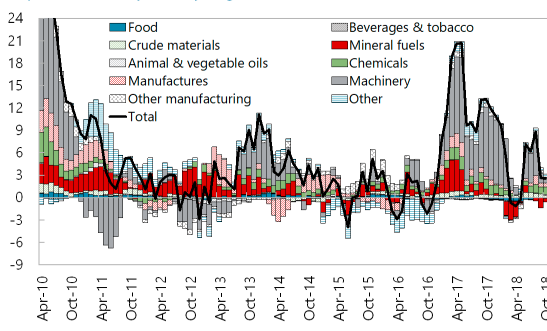 24
21
18
15
12
9
6
3
0
-3
-6
-9
Food
Beverages & tobacco
Crude materials
Mineral fuels
Animal & vegetable oils
Chemicals
Manufactures
Machinery
Other manufacturing
Other
Total
Apr-10
Oct-10
Apr-11
Oct-11
Apr-12
Oct-12
Apr-13
Oct-13
Apr-14
Oct-14
Apr-15
Oct-15
Apr-16
Oct-16
Apr-17
Oct-17
Apr-18
Oct-18